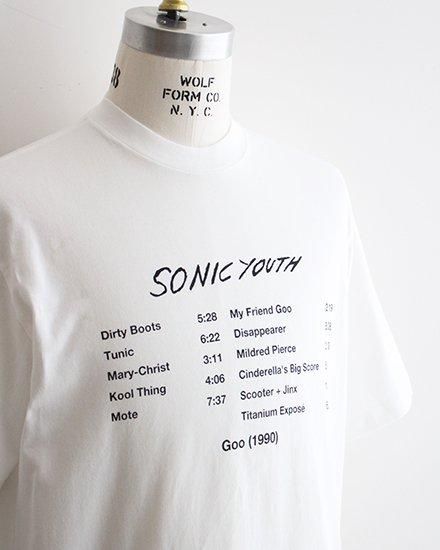 38
WOLF
FORM CO.
N.Y.C.
SONIC YOUTH
Dirty Boots 5:28
Tunic 6:22
Mary-Christ 3:11
Kool Thing 4:06
Mote 7:37
My Friend Goo
Disappearer
Mildred Pierce
Cinderella's Big Score
Scooter + Jinx
Titanium Expose
Goo (1990)